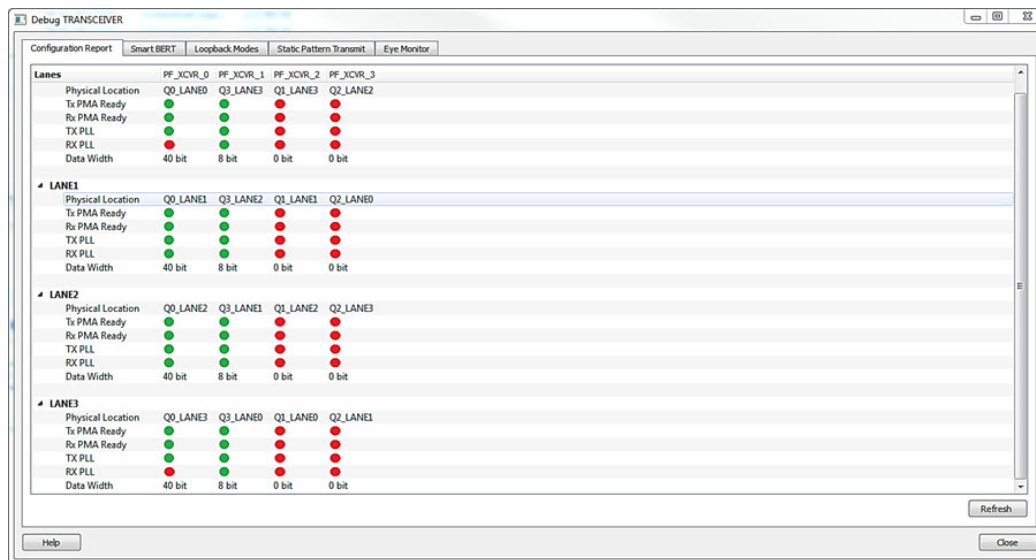 Debug TRANSCEIVER
Configuration Report Smart BERT Loopback Modes Static Pattern Transmit Eye Monitor
Lanes PF_XCVR_0 PF_XCVR_1 PF_XCVR_2 PF_XCVR_3
Physical Location Q0_LANE0 Q3_LANE3 Q1_LANE3 Q2_LANE2
Tx PMA Ready
Rx PMA Ready
TX PLL
RX PLL
Data Width 40 bit 8 bit 0 bit 0 bit
LANE1
Physical Location Q0_LANE1 Q3_LANE2 Q1_LANE1 Q2_LANE0
Tx PMA Ready
Rx PMA Ready
TX PLL
RX PLL
Data Width 40 bit 8 bit 0 bit 0 bit
LANE2
Physical Location Q0_LANE2 Q3_LANE1 Q1_LANE2 Q2_LANE3
Tx PMA Ready
Rx PMA Ready
TX PLL
RX PLL
Data Width 40 bit 8 bit 0 bit 0 bit
LANE3
Physical Location Q0_LANE3 Q3_LANE0 Q1_LANE0 Q2_LANE1
Tx PMA Ready
Rx PMA Ready
TX PLL
RX PLL
Data Width 40 bit 8 bit 0 bit 0 bit
Refresh
Help Close